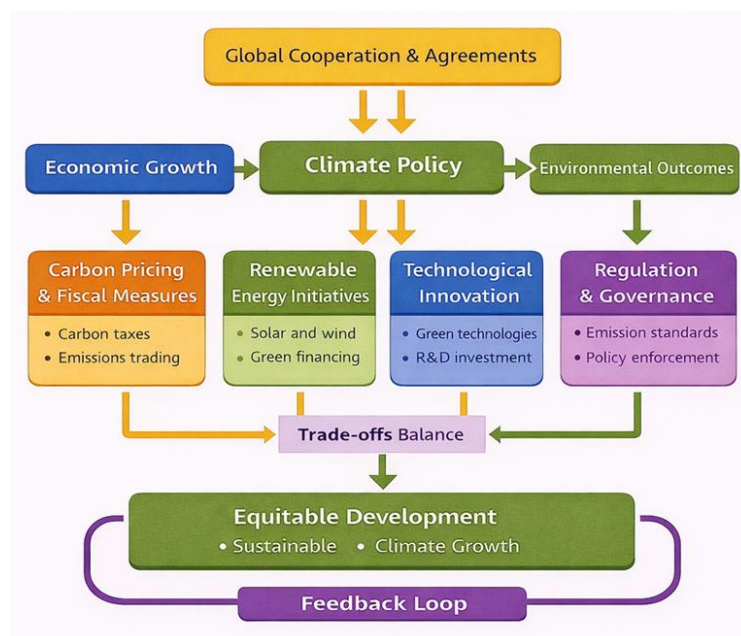 Global Cooperation & Agreements
Economic Growth
Climate Policy
Environmental Outcomes
Carbon Pricing
& Fiscal Measures
• Carbon taxes
• Emissions trading
Renewable
Energy Initiatives
• Solar and wind
• Green financing
Technological
Innovation
• Green technologies
• R&D investment
Regulation
& Governance
• Emission standards
• Policy enforcement
Trade-offs Balance
Equitable Development
• Sustainable • Climate Growth
Feedback Loop